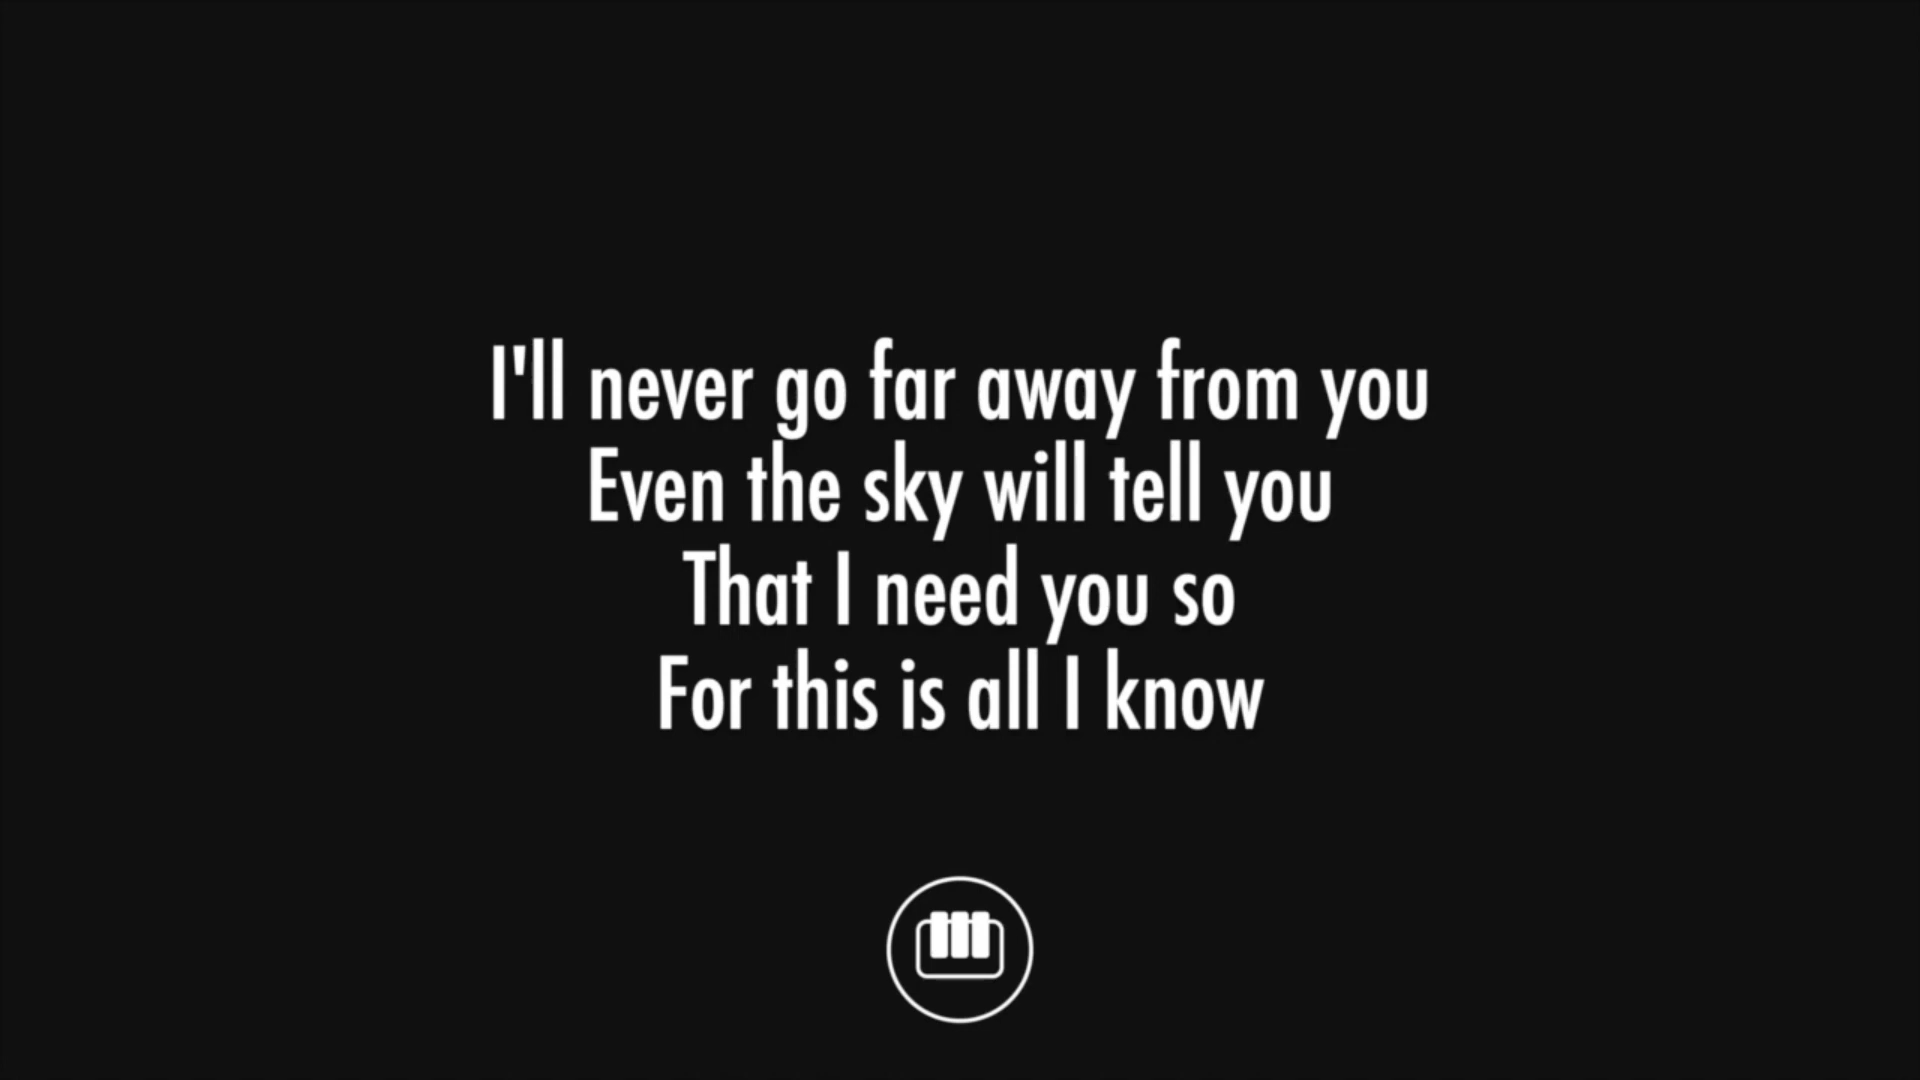 I'll never go far away from you
Even the sky will tell you
That I need you so
For this is all I know